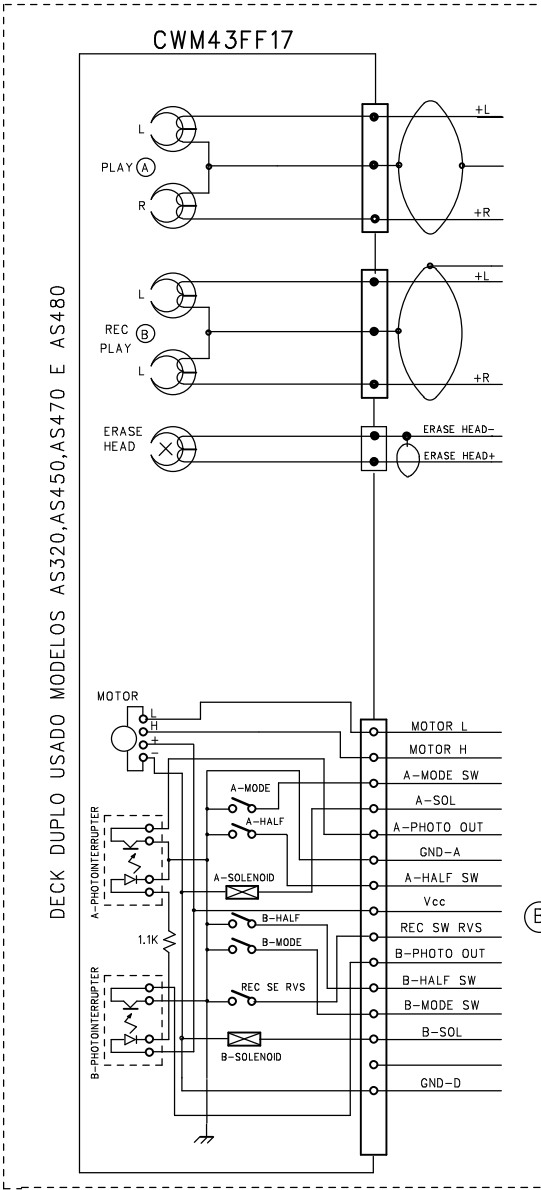 CWM43FF17
L
PLAY A
R
+L
+R
L
REC B
PLAY
L
+L
+R
ERASE
HEAD
ERASE HEAD-
ERASE HEAD+
DECK DUPLO USADO MODELOS AS320,AS450,AS470 E AS480
MOTOR
L
H
+
-
A-PHOTOINTERRUPTER
1.1K
B-PHOTOINTERRUPTER
A-MODE
A-HALF
A-SOLENOID
B-HALF
B-MODE
REC SE RVS
B-SOLENOID
MOTOR L
MOTOR H
A-MODE SW
A-SOL
A-PHOTO OUT
GND-A
A-HALF SW
Vcc
REC SW RVS
B-PHOTO OUT
B-HALF SW
B-MODE SW
B-SOL
GND-D
B